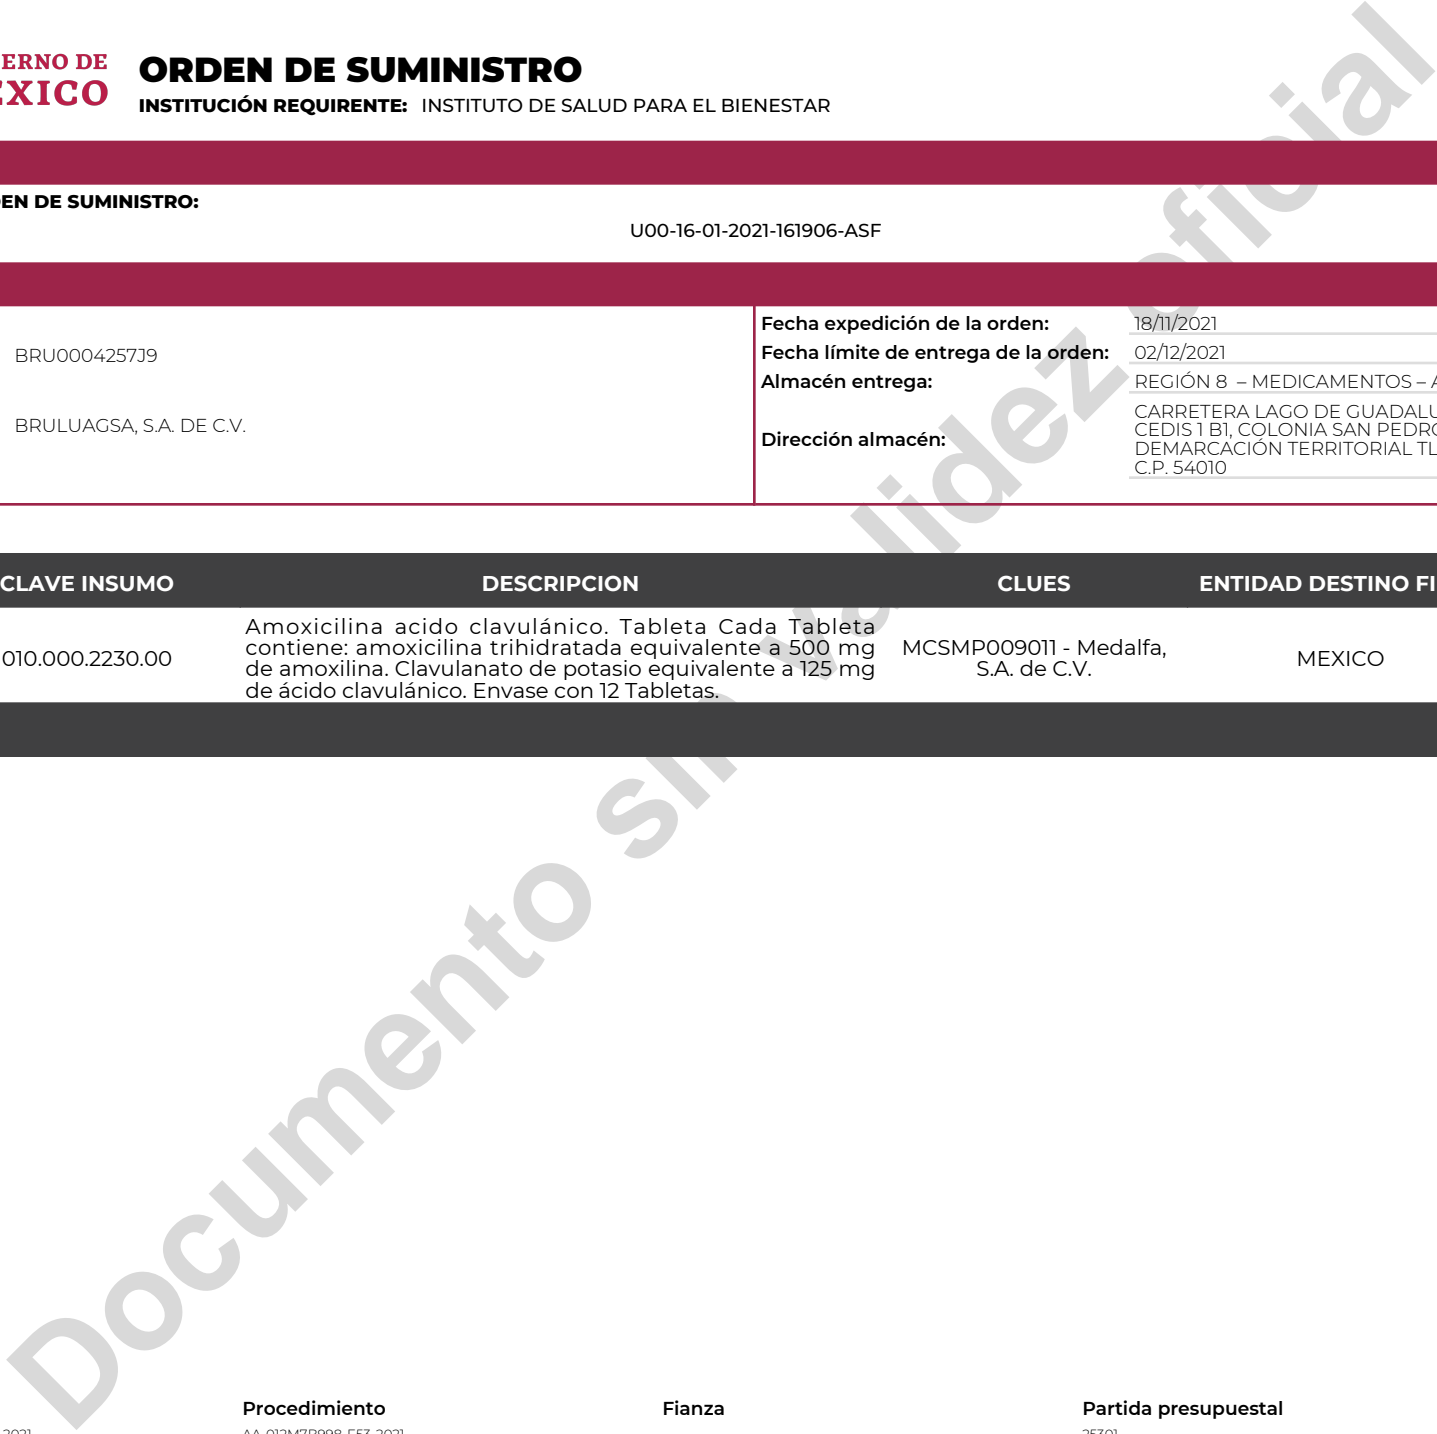 ERNO DE
EXICO
ORDEN DE SUMINISTRO
INSTITUCIÓN REQUIRENTE: INSTITUTO DE SALUD PARA EL BIENESTAR
EN DE SUMINISTRO:
U00-16-01-2021-161906-ASF
BRU0004257J9
BRULUAGSA, S.A. DE C.V.
Fecha expedición de la orden: 18/11/2021
Fecha límite de entrega de la orden: 02/12/2021
Almacén entrega: REGIÓN 8 – MEDICAMENTOS – A
Dirección almacén:
CARRETERA LAGO DE GUADALU
CEDIS 1 B1, COLONIA SAN PEDRO
DEMARCACIÓN TERRITORIAL TL
C.P. 54010
CLAVE INSUMO DESCRIPCION CLUES ENTIDAD DESTINO FI
010.000.2230.00
Amoxicilina acido clavulánico. Tableta Cada Tableta
contiene: amoxicilina trihidratada equivalente a 500 mg
de amoxilina. Clavulanato de potasio equivalente a 125 mg
de ácido clavulánico. Envase con 12 Tabletas.
MCSMP009011 - Medalfa,
S.A. de C.V.
MEXICO
Documento sin validez oficial
Procedimiento Fianza Partida presupuestal